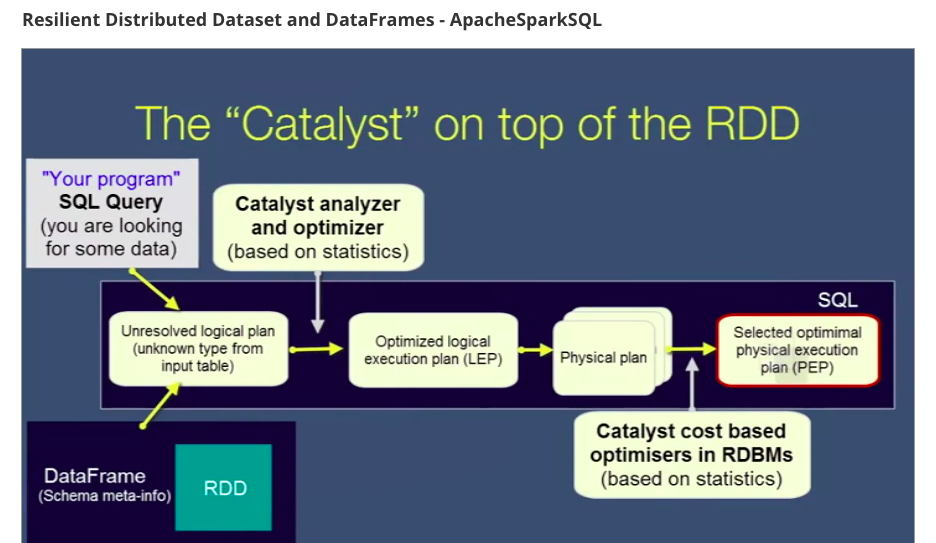 Resilient Distributed Dataset and DataFrames - ApacheSparkSQL
The “Catalyst” on top of the RDD
"Your program"
SQL Query
(you are looking
for some data)
Catalyst analyzer
and optimizer
(based on statistics)
SQL
Unresolved logical plan
(unknown type from
input table)
Optimized logical
execution plan (LEP)
Physical plan
Selected optimimal
physical execution
plan (PEP)
Catalyst cost based
optimisers in RDBMs
(based on statistics)
DataFrame
(Schema meta-info)
RDD